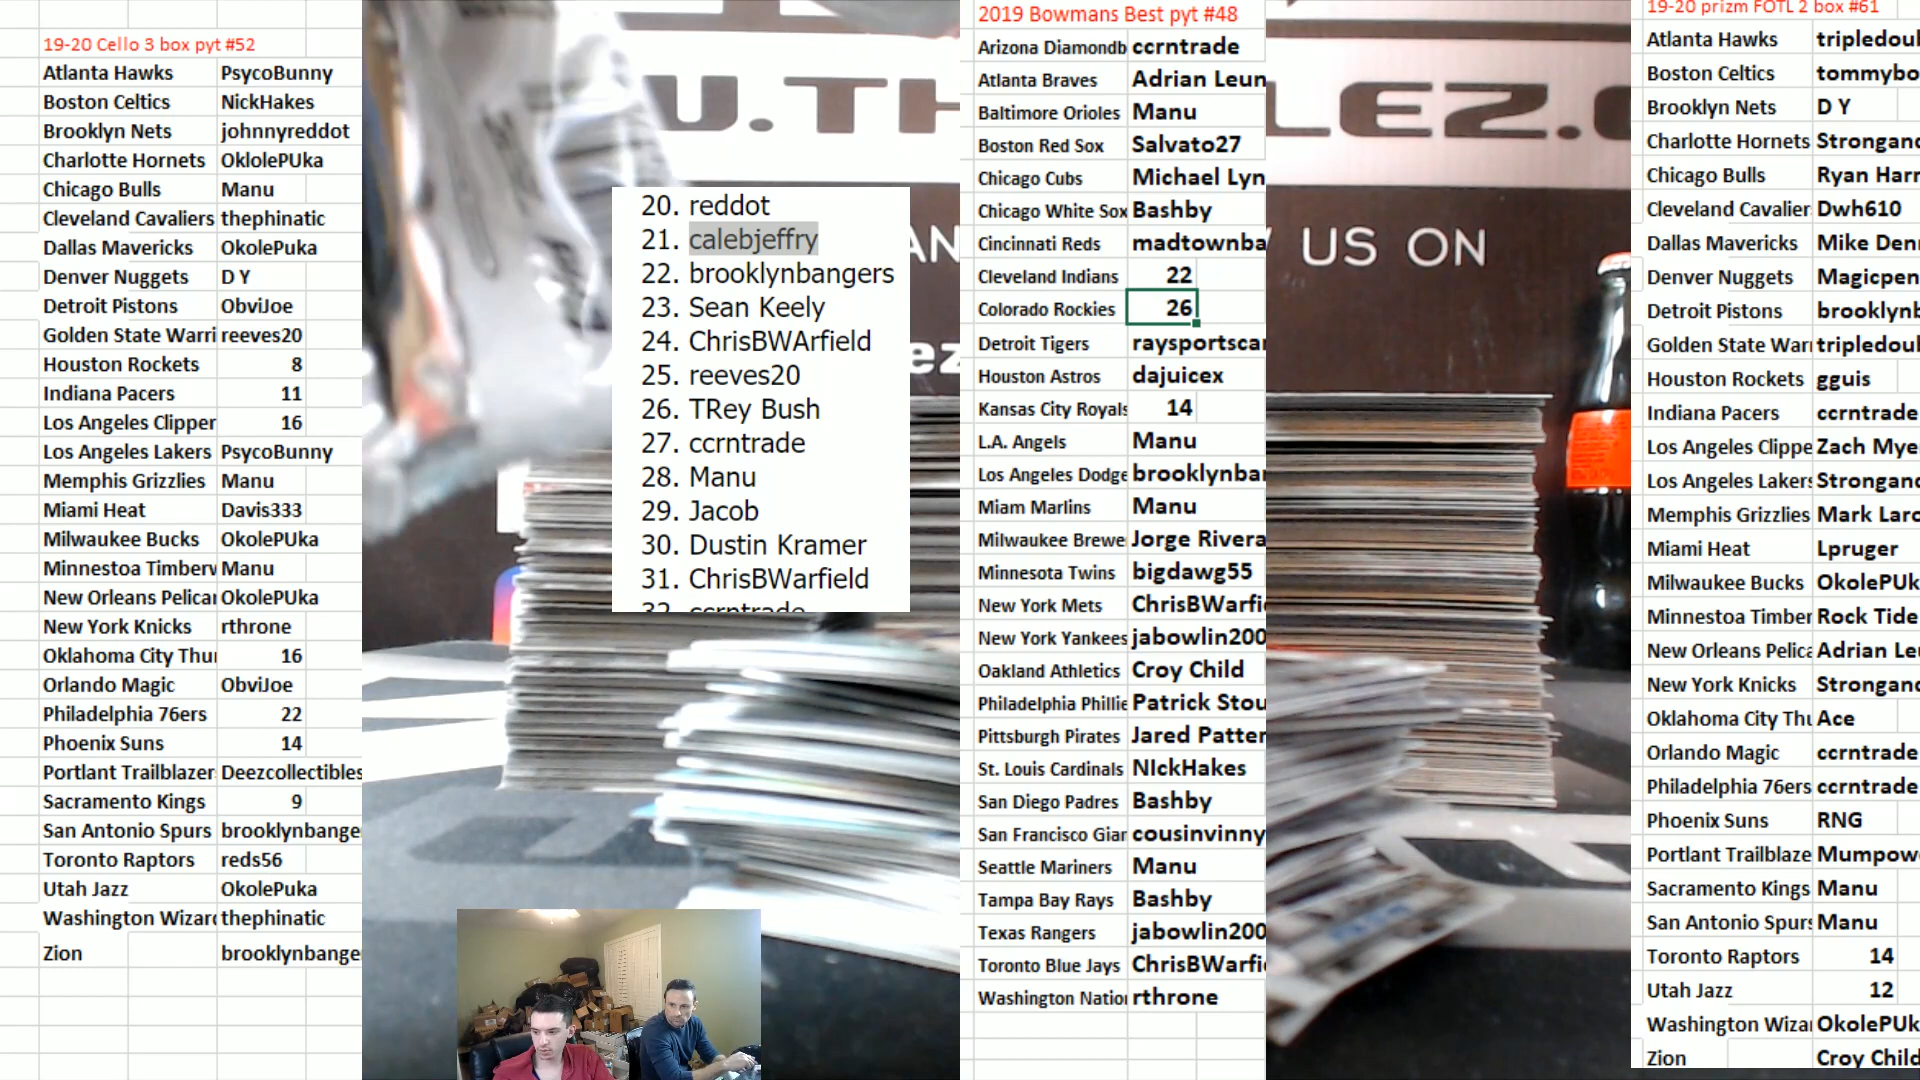 19-20 Cello 3 box pyt #52
Atlanta Hawks PsycoBunny
Boston Celtics NickHakes
Brooklyn Nets johnnyreddot
Charlotte Hornets OklolePUka
Chicago Bulls Manu
Cleveland Cavaliers thephinatic
Dallas Mavericks OkolePuka
Denver Nuggets D Y
Detroit Pistons ObviJoe
Golden State Warri reeves20
Houston Rockets 8
Indiana Pacers 11
Los Angeles Clipper 16
Los Angeles Lakers PsycoBunny
Memphis Grizzlies Manu
Miami Heat Davis333
Milwaukee Bucks OkolePUka
Minnestoa Timberw Manu
New Orleans Pelica OkolePUka
New York Knicks rthrone
Oklahoma City Thu 16
Orlando Magic ObviJoe
Philadelphia 76ers 22
Phoenix Suns 14
Portlant Trailblazer Deezcollectibles
Sacramento Kings 9
San Antonio Spurs brooklynbange
Toronto Raptors reds56
Utah Jazz OkolePuka
Washington Wizard thephinatic
Zion brooklynbange
U.TH
AN
ez
20. reddot
21. calebjeffry
22. brooklynbangers
23. Sean Keely
24. ChrisBWArfield
25. reeves20
26. TRey Bush
27. ccrntrade
28. Manu
29. Jacob
30. Dustin Kramer
31. ChrisBWarfield
32. ccrntrade
2019 Bowmans Best pyt #48
Arizona Diamondb ccrntrade
Atlanta Braves Adrian Leun
Baltimore Orioles Manu
Boston Red Sox Salvato27
Chicago Cubs Michael Lyn
Chicago White Sox Bashby
Cincinnati Reds madtownba
Cleveland Indians 22
Colorado Rockies 26
Detroit Tigers raysportscar
Houston Astros dajuicex
Kansas City Royals 14
L.A. Angels Manu
Los Angeles Dodge brooklynban
Miam Marlins Manu
Milwaukee Brewe Jorge Rivera
Minnesota Twins bigdawg55
New York Mets ChrisBWarfi
New York Yankees jabowlin200
Oakland Athletics Croy Child
Philadelphia Phillie Patrick Stou
Pittsburgh Pirates Jared Patter
St. Louis Cardinals NIckHakes
San Diego Padres Bashby
San Francisco Gian cousinvinny
Seattle Mariners Manu
Tampa Bay Rays Bashby
Texas Rangers jabowlin200
Toronto Blue Jays ChrisBWarfi
Washington Nation rthrone
LEZ.C
US ON
19-20 prizm FOTL 2 box #61
Atlanta Hawks tripledoul
Boston Celtics tommybo
Brooklyn Nets D Y
Charlotte Hornets Stronganc
Chicago Bulls Ryan Harr
Cleveland Cavalier Dwh610
Dallas Mavericks Mike Den
Denver Nuggets Magicpen
Detroit Pistons brooklynb
Golden State Warr tripledoul
Houston Rockets gguis
Indiana Pacers ccrntrade
Los Angeles Clippe Zach Mye
Los Angeles Lakers Stronganc
Memphis Grizzlies Mark Laro
Miami Heat Lpruger
Milwaukee Bucks OkolePUk
Minnestoa Timber Rock Tide
New Orleans Pelica Adrian Leu
New York Knicks Stronganc
Oklahoma City Thu Ace
Orlando Magic ccrntrade
Philadelphia 76ers ccrntrade
Phoenix Suns RNG
Portlant Trailblaze Mumpow
Sacramento Kings Manu
San Antonio Spurs Manu
Toronto Raptors 14
Utah Jazz 12
Washington Wiza OkolePUk
Zion Croy Child